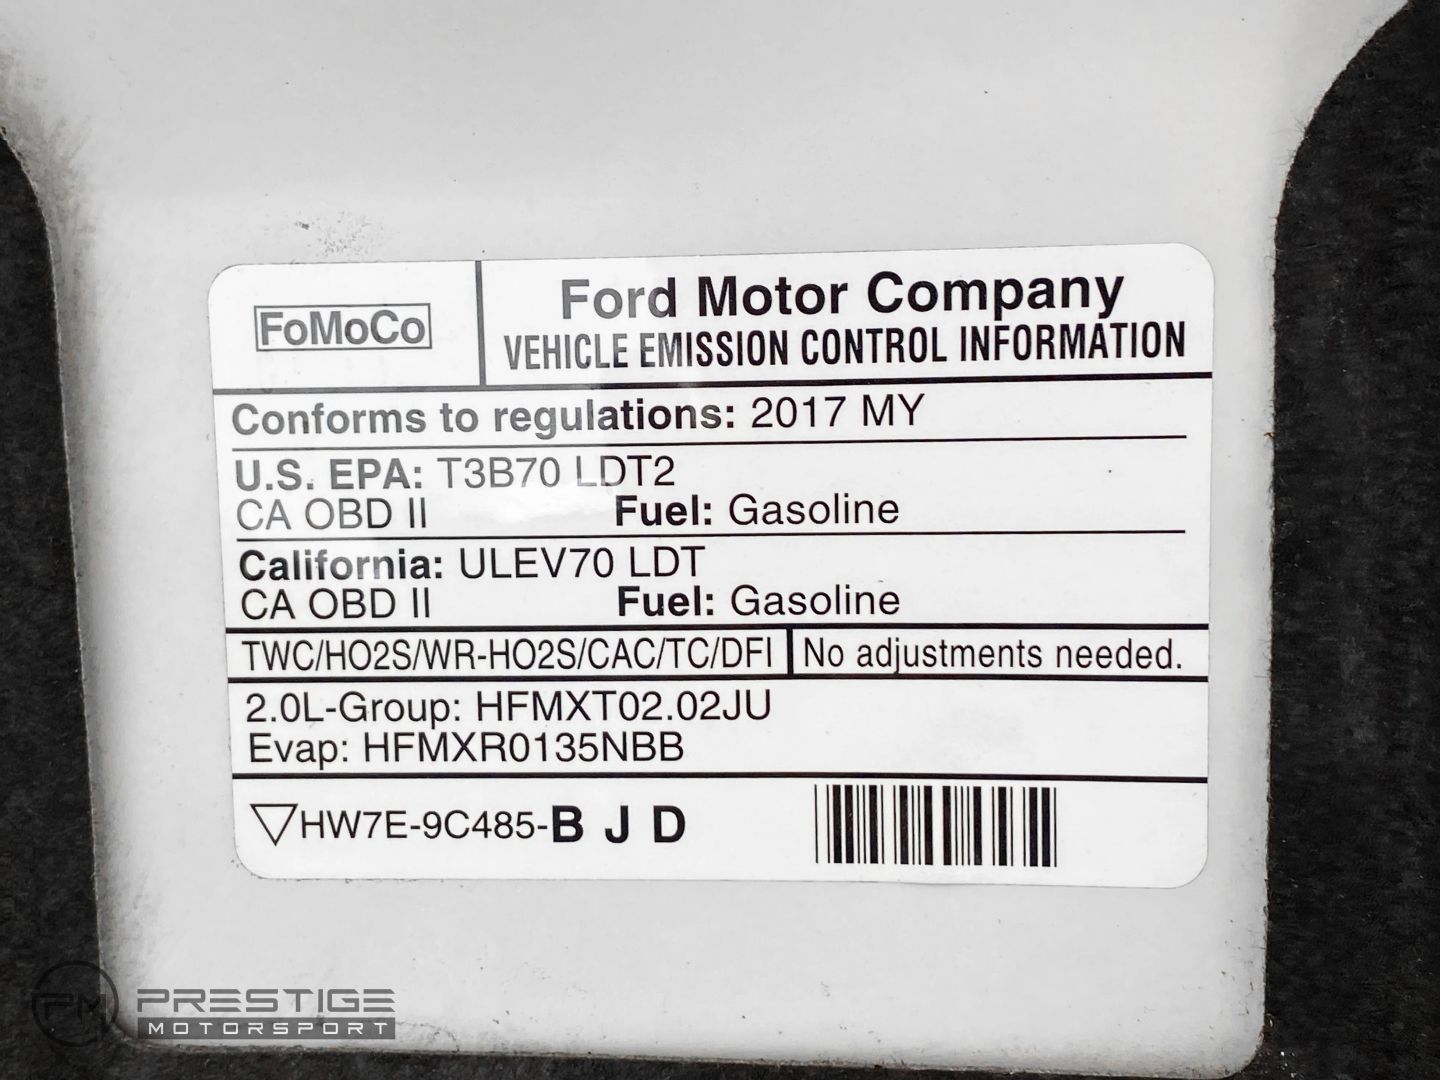 FoMoCo
Ford Motor Company
VEHICLE EMISSION CONTROL INFORMATION
Conforms to regulations: 2017 MY
U.S. EPA: T3B70 LDT2
CA OBD II Fuel: Gasoline
California: ULEV70 LDT
CA OBD II Fuel: Gasoline
TWC/HO2S/WR-HO2S/CAC/TC/DFI No adjustments needed.
2.0L-Group: HFMXT02.02JU
Evap: HFMXR0135NBB
HW7E-9C485-B J D
PM PRESTIGE
MOTORSPORT